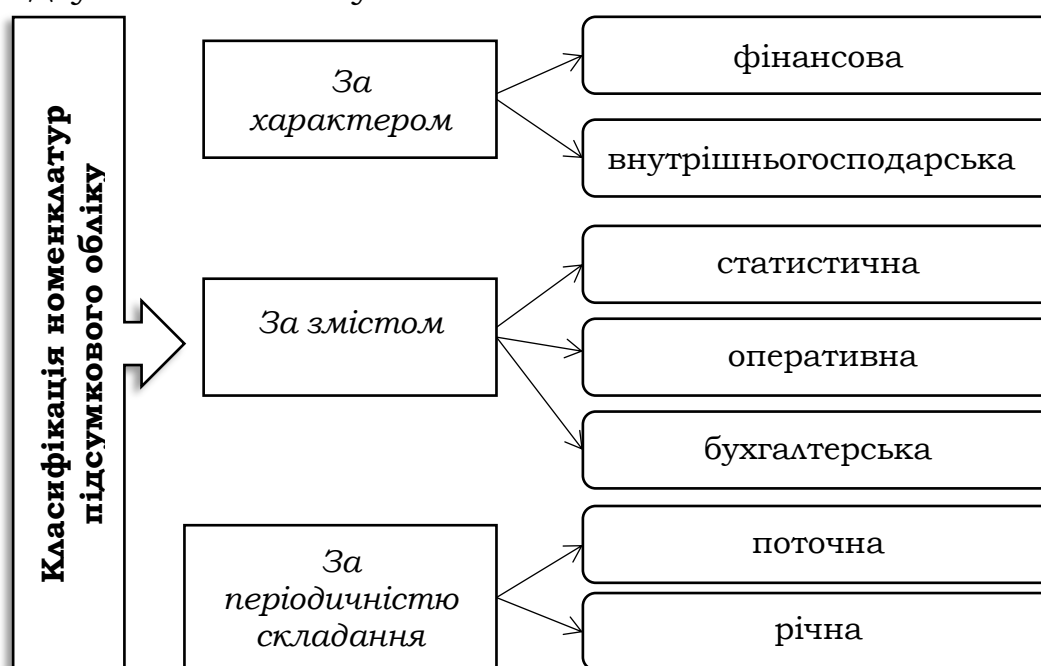 Класифікація номенклатур
підсумкового обліку
За
характером
фінансова
внутрішньогосподарська
За змістом
статистична
оперативна
бухгалтерська
За
періодичністю
складання
поточна
річна